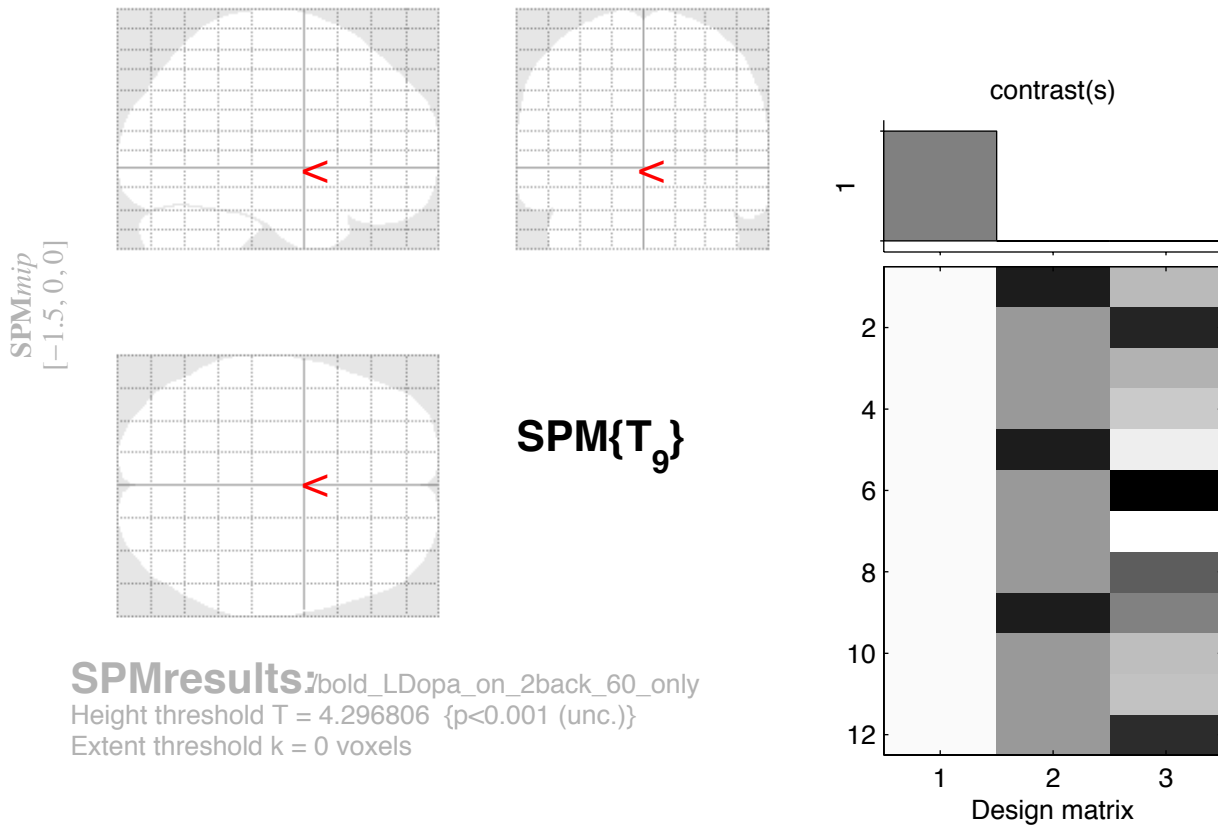 contrast(s)
1
SPMmip
[−1.5, 0, 0]
<
<
<
SPM{T9}
2
4
6
8
10
12
1 2 3
Design matrix
SPMresults:/bold_LDopa_on_2back_60_only
Height threshold T = 4.296806 {p<0.001 (unc.)}
Extent threshold k = 0 voxels